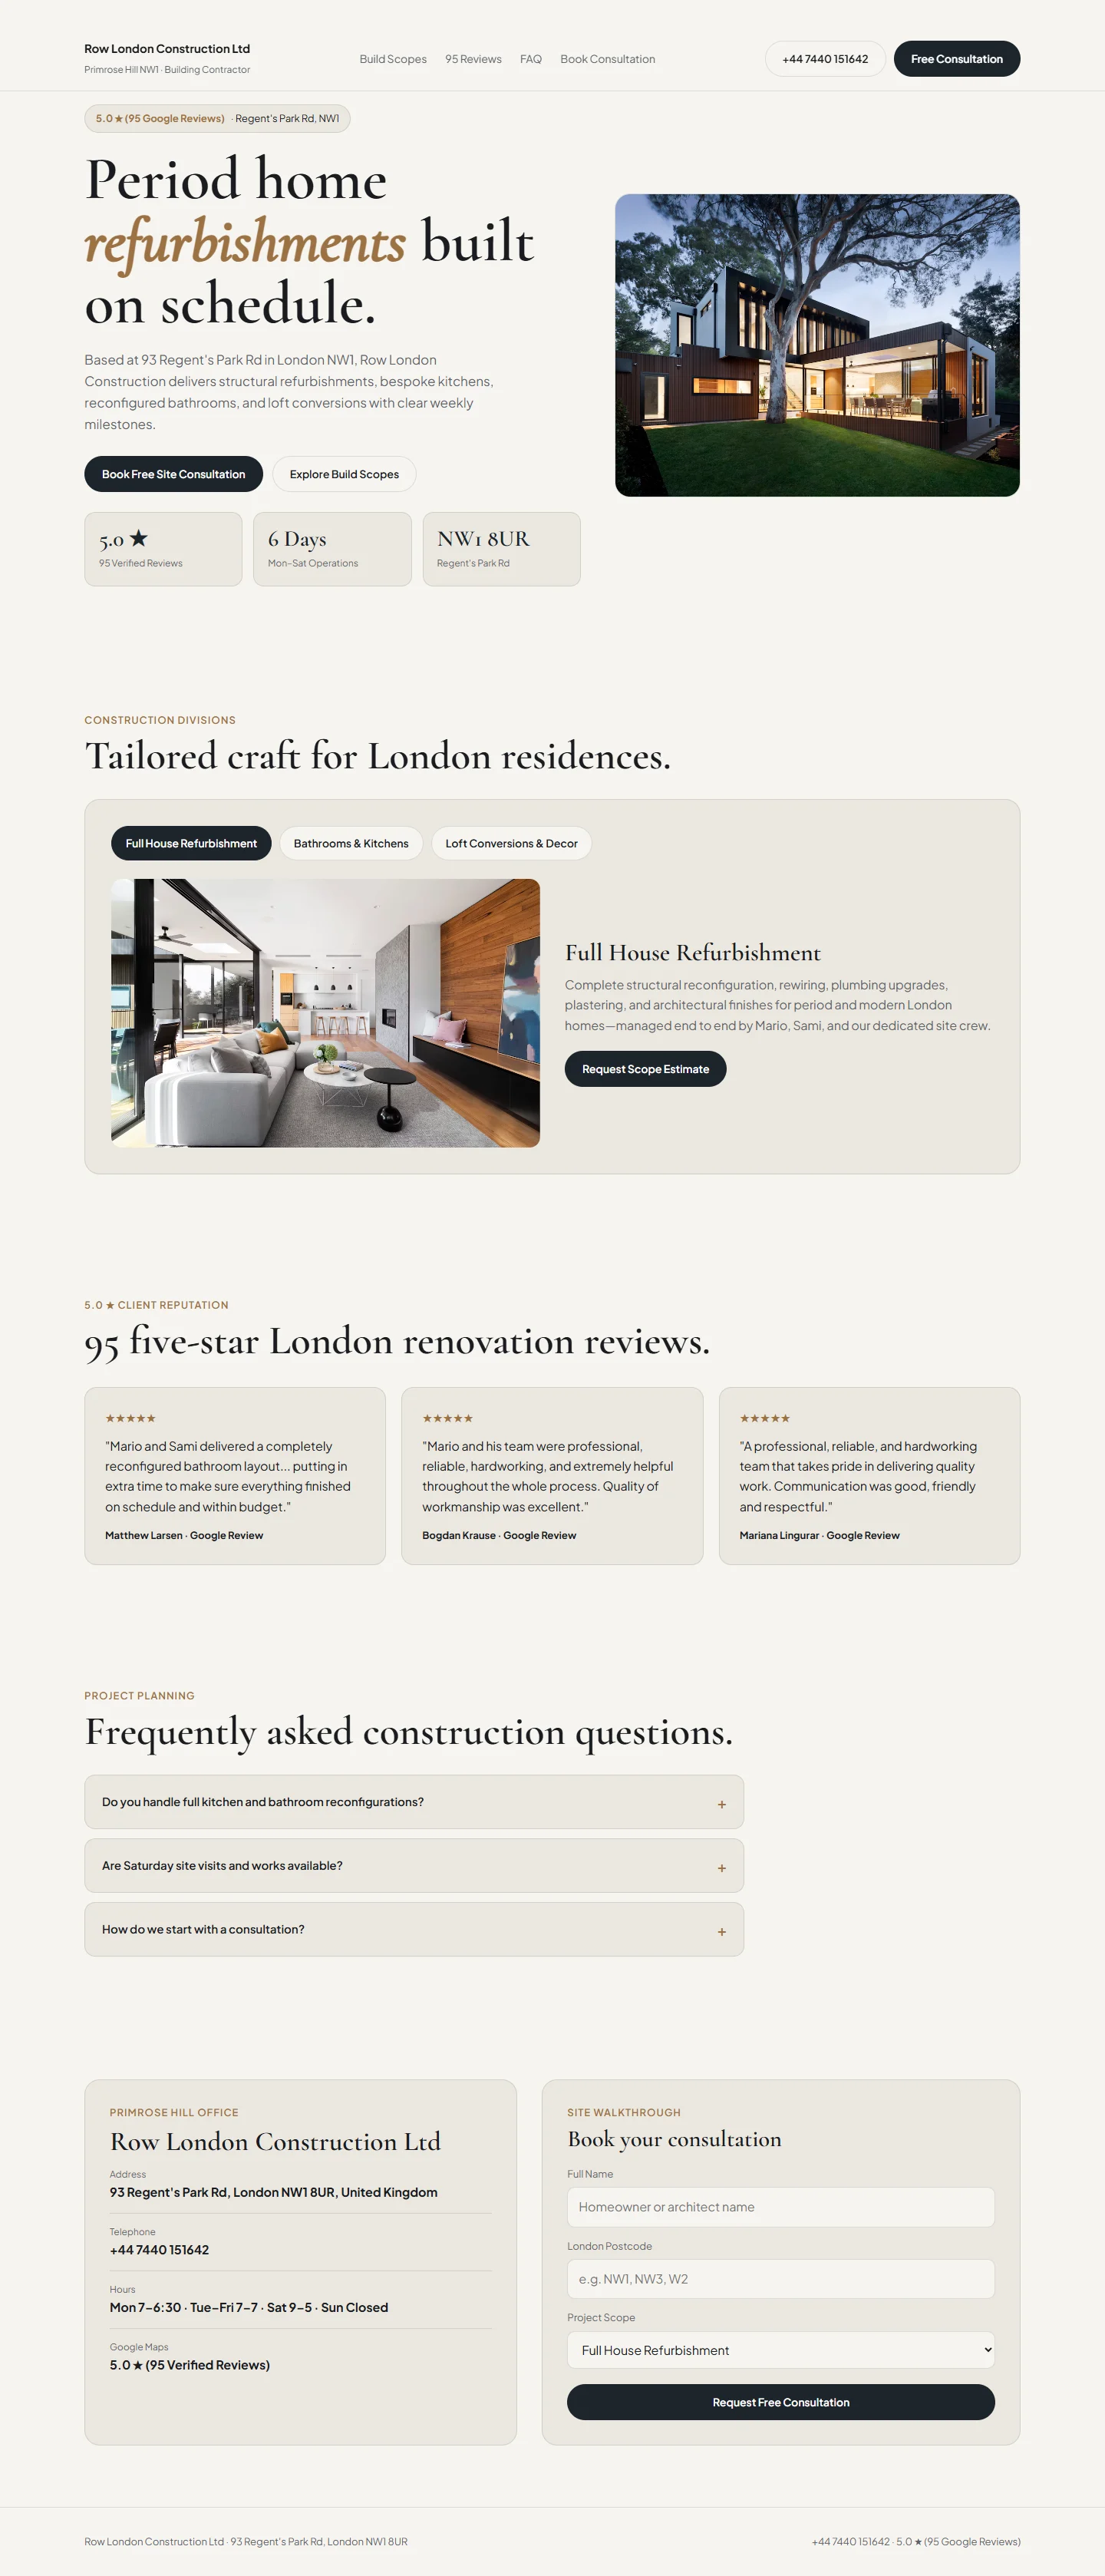 Row London Construction Ltd
Primrose Hill NW1 · Building Contractor
Build Scopes
95 Reviews
FAQ
Book Consultation
+44 7440 151642
Free Consultation
5.0 ★ (95 Google Reviews) · Regent's Park Rd, NW1
Period home
refurbishments built
on schedule.
Based at 93 Regent's Park Rd in London NW1, Row London
Construction delivers structural refurbishments, bespoke kitchens,
reconfigured bathrooms, and loft conversions with clear weekly
milestones.
Book Free Site Consultation
Explore Build Scopes
5.0 ★
95 Verified Reviews
6 Days
Mon–Sat Operations
NW1 8UR
Regent's Park Rd
CONSTRUCTION DIVISIONS
Tailored craft for London residences.
Full House Refurbishment
Bathrooms & Kitchens
Loft Conversions & Decor
Full House Refurbishment
Complete structural reconfiguration, rewiring, plumbing upgrades,
plastering, and architectural finishes for period and modern London
homes—managed end to end by Mario, Sami, and our dedicated site crew.
Request Scope Estimate
5.0 ★ CLIENT REPUTATION
95 five-star London renovation reviews.
★★★★★
"Mario and Sami delivered a completely
reconfigured bathroom layout... putting in
extra time to make sure everything finished
on schedule and within budget."
Matthew Larsen · Google Review
★★★★★
"Mario and his team were professional,
reliable, hardworking, and extremely helpful
throughout the whole process. Quality of
workmanship was excellent."
Bogdan Krause · Google Review
★★★★★
"A professional, reliable, and hardworking
team that takes pride in delivering quality
work. Communication was good, friendly
and respectful."
Mariana Lingurar · Google Review
PROJECT PLANNING
Frequently asked construction questions.
Do you handle full kitchen and bathroom reconfigurations? +
Are Saturday site visits and works available? +
How do we start with a consultation? +
PRIMROSE HILL OFFICE
Row London Construction Ltd
Address
93 Regent's Park Rd, London NW1 8UR, United Kingdom
Telephone
+44 7440 151642
Hours
Mon 7–6:30 · Tue–Fri 7–7 · Sat 9–5 · Sun Closed
Google Maps
5.0 ★ (95 Verified Reviews)
SITE WALKTHROUGH
Book your consultation
Full Name
Homeowner or architect name
London Postcode
e.g. NW1, NW3, W2
Project Scope
Full House Refurbishment
Request Free Consultation
Row London Construction Ltd · 93 Regent's Park Rd, London NW1 8UR
+44 7440 151642 · 5.0 ★ (95 Google Reviews)